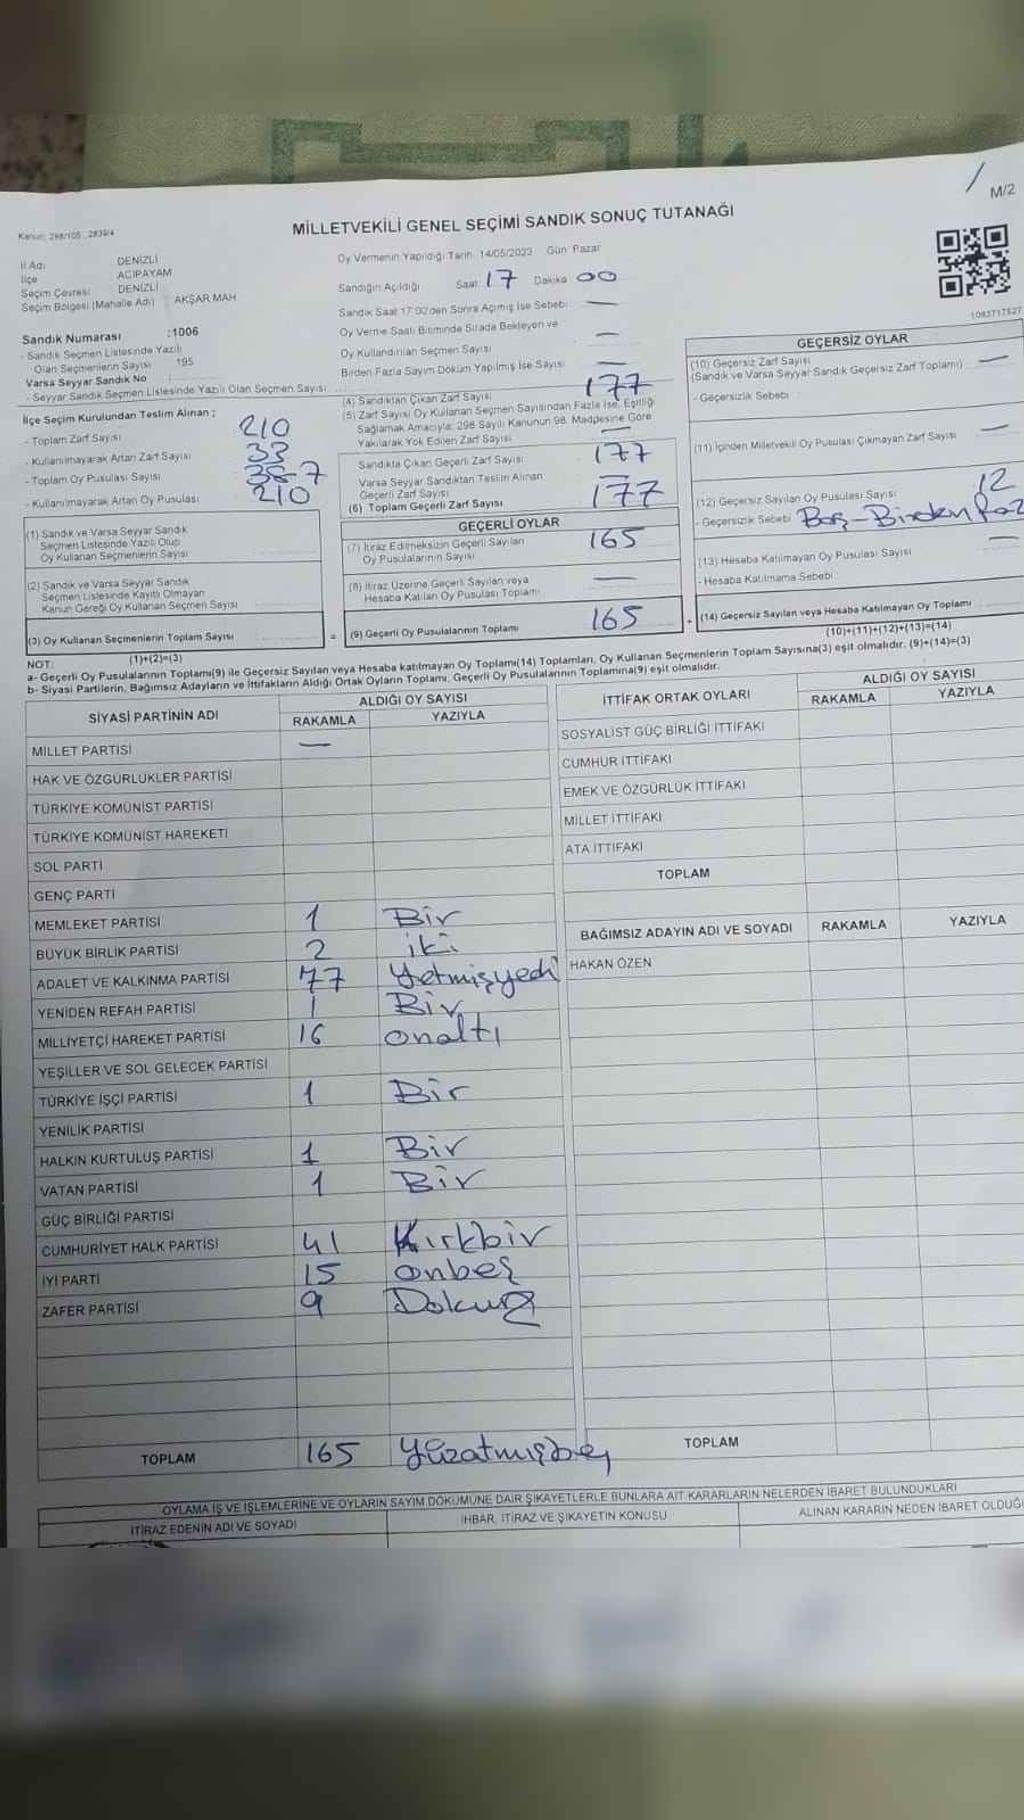 M/2
MİLLETVEKİLİ GENEL SEÇİMİ SANDIK SONUÇ TUTANAĞI
Kanun: 298/105, 2839/4
İl Adı DENİZLİ
İlçe ACIPAYAM
Seçim Çevresi DENİZLİ
Seçim Bölgesi (Mahalle Adı) AKŞAR MAH
Sandık Numarası :1006
- Sandık Seçmen Listesinde Yazılı
Olan Seçmenlerin Sayısı 195
Varsa Seyyar Sandık No
- Seyyar Sandık Seçmen Listesinde Yazılı Olan Seçmen Sayısı
Oy Vermenin Yapıldığı Tarih: 14/05/2023 Gün: Pazar
Sandığın Açıldığı Saat 17 Dakika 00
Sandık Saat 17:00'den Sonra Açılmış İse Sebebi: —
Oy Verme Saati Bitiminde Sırada Bekleyen ve
Oy Kullandırılan Seçmen Sayısı —
Birden Fazla Sayım Döküm Yapılmış İse Sayısı —
1083717527
İlçe Seçim Kurulundan Teslim Alınan ;
- Toplam Zarf Sayısı 210
- Kullanılmayarak Artan Zarf Sayısı 33
- Toplam Oy Pusulası Sayısı
- Kullanılmayarak Artan Oy Pusulası 210
(4) Sandıktan Çıkan Zarf Sayısı 177
(5) Zarf Sayısı Oy Kullanan Seçmen Sayısından Fazla İse, Eşitliği
Sağlamak Amacıyla; 298 Sayılı Kanunun 98. Maddesine Göre
Yakılarak Yok Edilen Zarf Sayısı —
Sandıkta Çıkan Geçerli Zarf Sayısı 177
Varsa Seyyar Sandıktan Teslim Alınan
Geçerli Zarf Sayısı
(6) Toplam Geçerli Zarf Sayısı 177
GEÇERSİZ OYLAR
(10) Geçersiz Zarf Sayısı —
(Sandık ve Varsa Seyyar Sandık Geçersiz Zarf Toplamı)
- Geçersizlik Sebebi :
(11) İçinden Milletvekili Oy Pusulası Çıkmayan Zarf Sayısı —
(12) Geçersiz Sayılan Oy Pusulası Sayısı 12
- Geçersizlik Sebebi Boş - Birden
(13) Hesaba Katılmayan Oy Pusulası Sayısı —
- Hesaba Katılmama Sebebi :
(14) Geçersiz Sayılan veya Hesaba Katılmayan Oy Toplamı
(10)+(11)+(12)+(13)=(14)
(1) Sandık ve Varsa Seyyar Sandık
Seçmen Listesinde Yazılı Olup
Oy Kullanan Seçmenlerin Sayısı
(2) Sandık ve Varsa Seyyar Sandık
Seçmen Listesinde Kayıtlı Olmayan
Kanun Gereği Oy Kullanan Seçmen Sayısı
(3) Oy Kullanan Seçmenlerin Toplam Sayısı =
(1)+(2)=(3)
GEÇERLİ OYLAR
(7) İtiraz Edilmeksizin Geçerli Sayılan
Oy Pusulalarının Sayısı 165
(8) İtiraz Üzerine Geçerli Sayılan veya
Hesaba Katılan Oy Pusulası Toplamı —
(9) Geçerli Oy Pusulalarının Toplamı 165 +
NOT:
a- Geçerli Oy Pusulalarının Toplamı(9) ile Geçersiz Sayılan veya Hesaba katılmayan Oy Toplamı(14) Toplamları, Oy Kullanan Seçmenlerin Toplam Sayısına(3) eşit olmalıdır. (9)+(14)=(3)
b- Siyasi Partilerin, Bağımsız Adayların ve İttifakların Aldığı Ortak Oyların Toplamı, Geçerli Oy Pusulalarının Toplamına(9) eşit olmalıdır.
SİYASİ PARTİNİN ADI ALDIĞI OY SAYISI
RAKAMLA YAZIYLA
MİLLET PARTİSİ —
HAK VE ÖZGÜRLÜKLER PARTİSİ
TÜRKİYE KOMÜNİST PARTİSİ
TÜRKİYE KOMÜNİST HAREKETİ
SOL PARTİ
GENÇ PARTİ
MEMLEKET PARTİSİ 1 Bir
BÜYÜK BİRLİK PARTİSİ 2 iki
ADALET VE KALKINMA PARTİSİ 77 Yetmişyedi
YENİDEN REFAH PARTİSİ 1 Bir
MİLLİYETÇİ HAREKET PARTİSİ 16 onaltı
YEŞİLLER VE SOL GELECEK PARTİSİ
TÜRKİYE İŞÇİ PARTİSİ 1 Bir
YENİLİK PARTİSİ
HALKIN KURTULUŞ PARTİSİ 1 Bir
VATAN PARTİSİ 1 Bir
GÜÇ BİRLİĞİ PARTİSİ
CUMHURİYET HALK PARTİSİ 41 Kırkbir
İYİ PARTİ 15 onbeş
ZAFER PARTİSİ 9 Dokuz
TOPLAM 165 Yüzatmışbeş
İTTİFAK ORTAK OYLARI ALDIĞI OY SAYISI
RAKAMLA YAZIYLA
SOSYALİST GÜÇ BİRLİĞİ İTTİFAKI
CUMHUR İTTİFAKI
EMEK VE ÖZGÜRLÜK İTTİFAKI
MİLLET İTTİFAKI
ATA İTTİFAKI
TOPLAM
BAĞIMSIZ ADAYIN ADI VE SOYADI RAKAMLA YAZIYLA
HAKAN ÖZEN
TOPLAM
OYLAMA İŞ VE İŞLEMLERİNE VE OYLARIN SAYIM DÖKÜMÜNE DAİR ŞİKAYETLERLE BUNLARA AİT KARARLARIN NELERDEN İBARET BULUNDUKLARI
İTİRAZ EDENİN ADI VE SOYADI İHBAR, İTİRAZ VE ŞİKAYETİN KONUSU ALINAN KARARIN NEDEN İBARET OLDUĞ